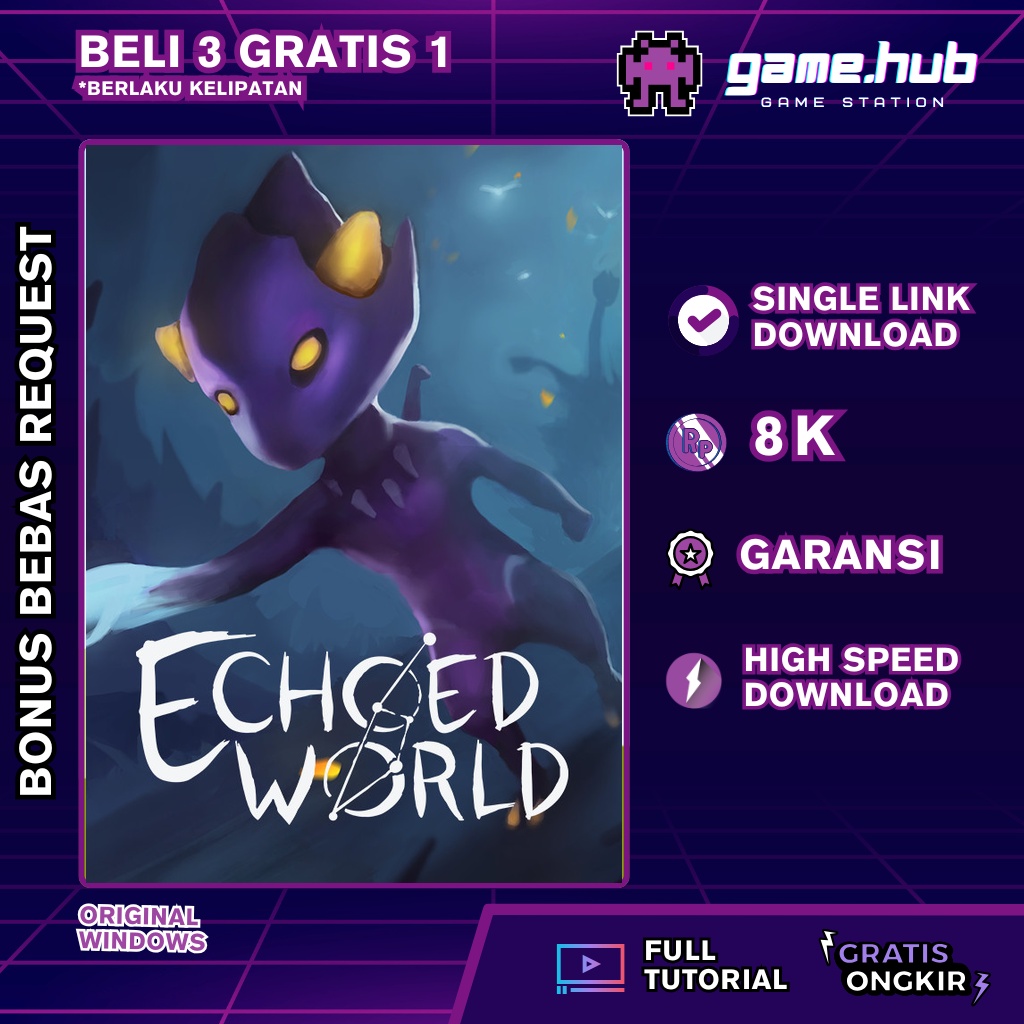 BELI 3 GRATIS 1
*BERLAKU KELIPATAN
game.hub
GAME STATION
BONUS BEBAS REQUEST
ECHOED
WORLD
SINGLE LINK
DOWNLOAD
Rp
8K
GARANSI
HIGH SPEED
DOWNLOAD
ORIGINAL
WINDOWS
FULL
TUTORIAL
GRATIS
ONGKIR